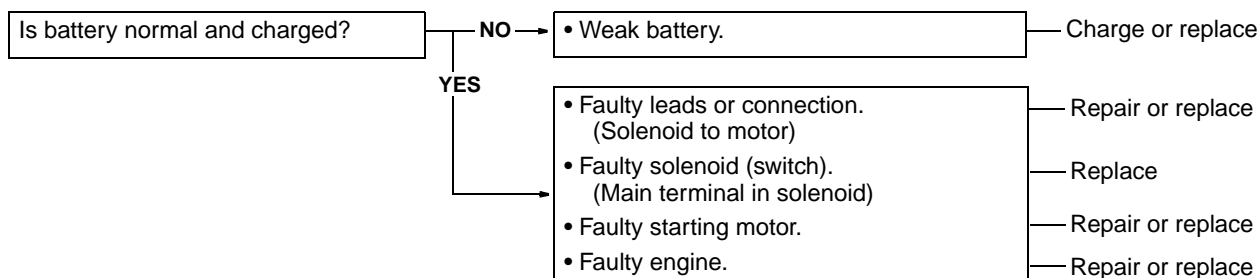 Is battery normal and charged?
NO
• Weak battery.
Charge or replace
YES
• Faulty leads or connection.
(Solenoid to motor)
Repair or replace
• Faulty solenoid (switch).
(Main terminal in solenoid)
Replace
• Faulty starting motor.
Repair or replace
• Faulty engine.
Repair or replace